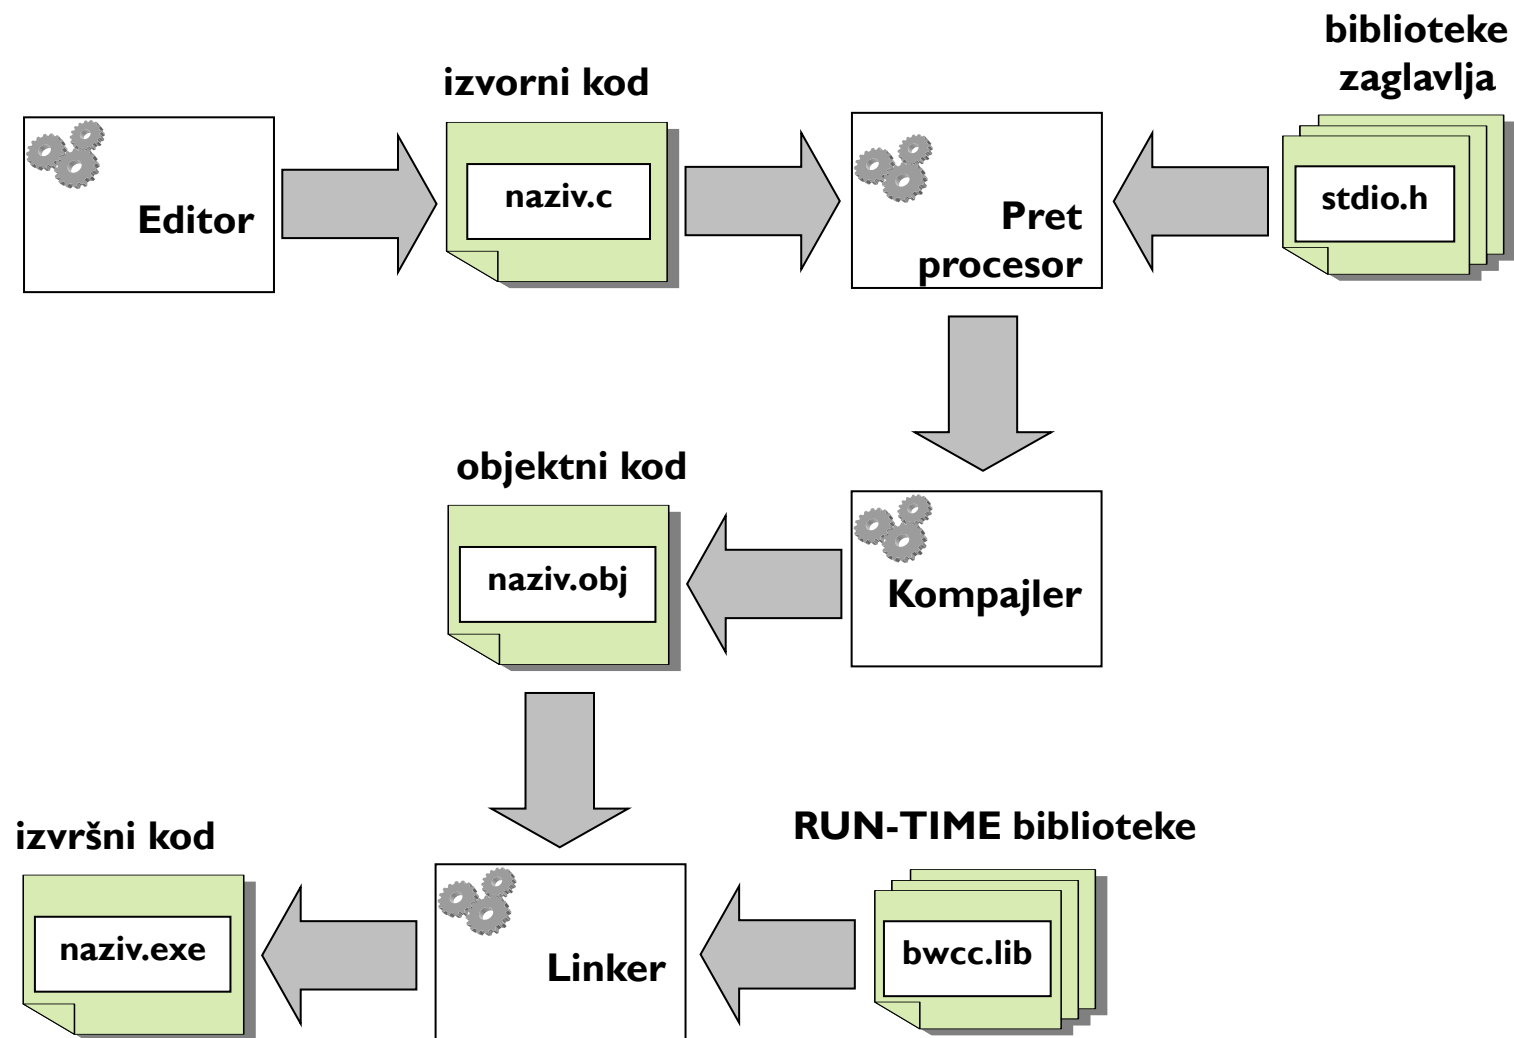 biblioteke
zaglavlja
izvorni kod
Editor
naziv.c
Pret
procesor
stdio.h
objektni kod
naziv.obj
Kompajler
izvršni kod
RUN-TIME biblioteke
naziv.exe
Linker
bwcc.lib